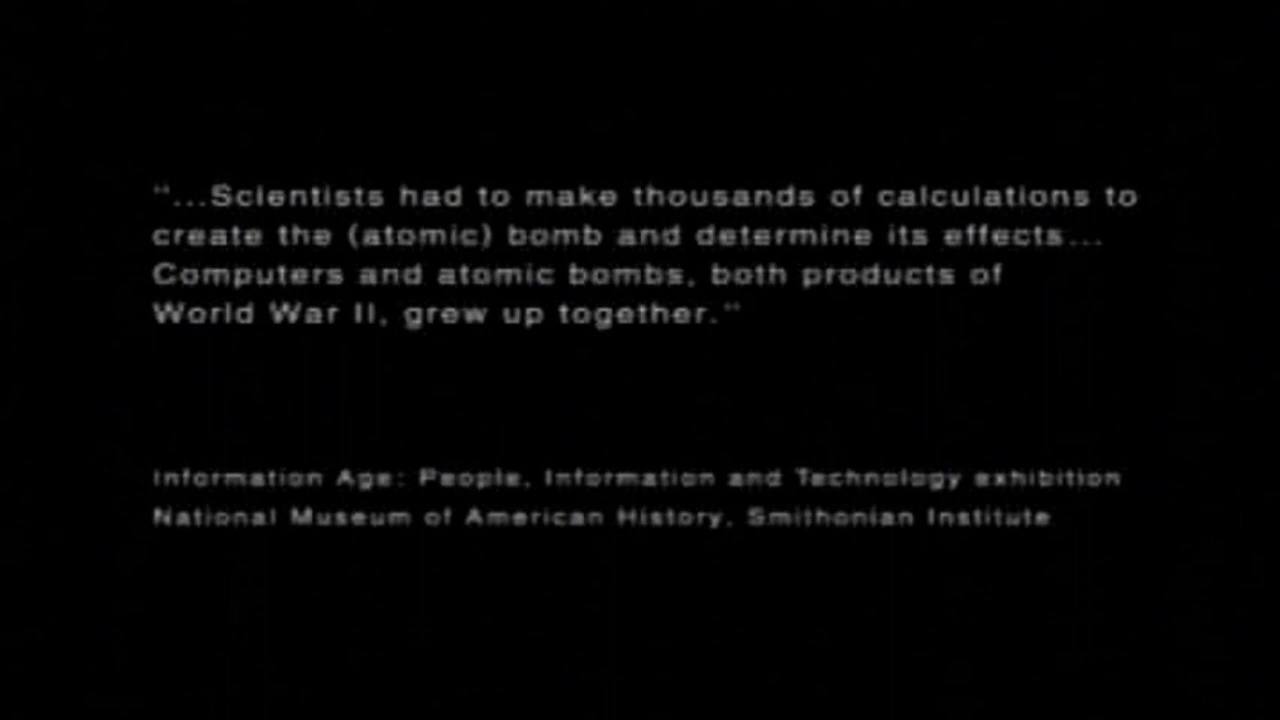 "...Scientists had to make thousands of calculations to
create the (atomic) bomb and determine its effects...
Computers and atomic bombs, both products of
World War II, grew up together."
Information Age: People, Information and Technology exhibition
National Museum of American History, Smithonian Institute